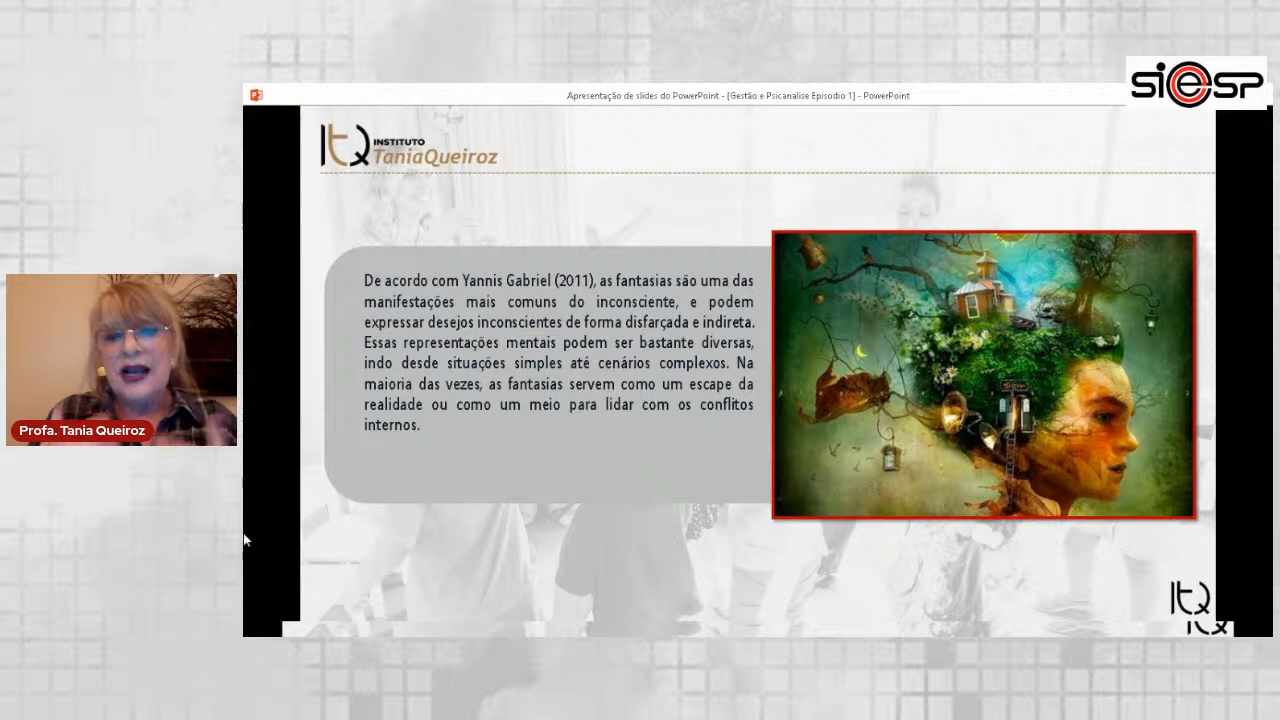 sıesp
Apresentação de slides do PowerPoint - [Gestão e Psicanalise Episodio 1] - PowerPoint
INSTITUTO
TaniaQueiroz
De acordo com Yannis Gabriel (2011), as fantasias são uma das
manifestações mais comuns do inconsciente, e podem
expressar desejos inconscientes de forma disfarçada e indireta.
Essas representações mentais podem ser bastante diversas,
indo desde situações simples até cenários complexos. Na
maioria das vezes, as fantasias servem como um escape da
realidade ou como um meio para lidar com os conflitos
internos.
Profa. Tania Queiroz